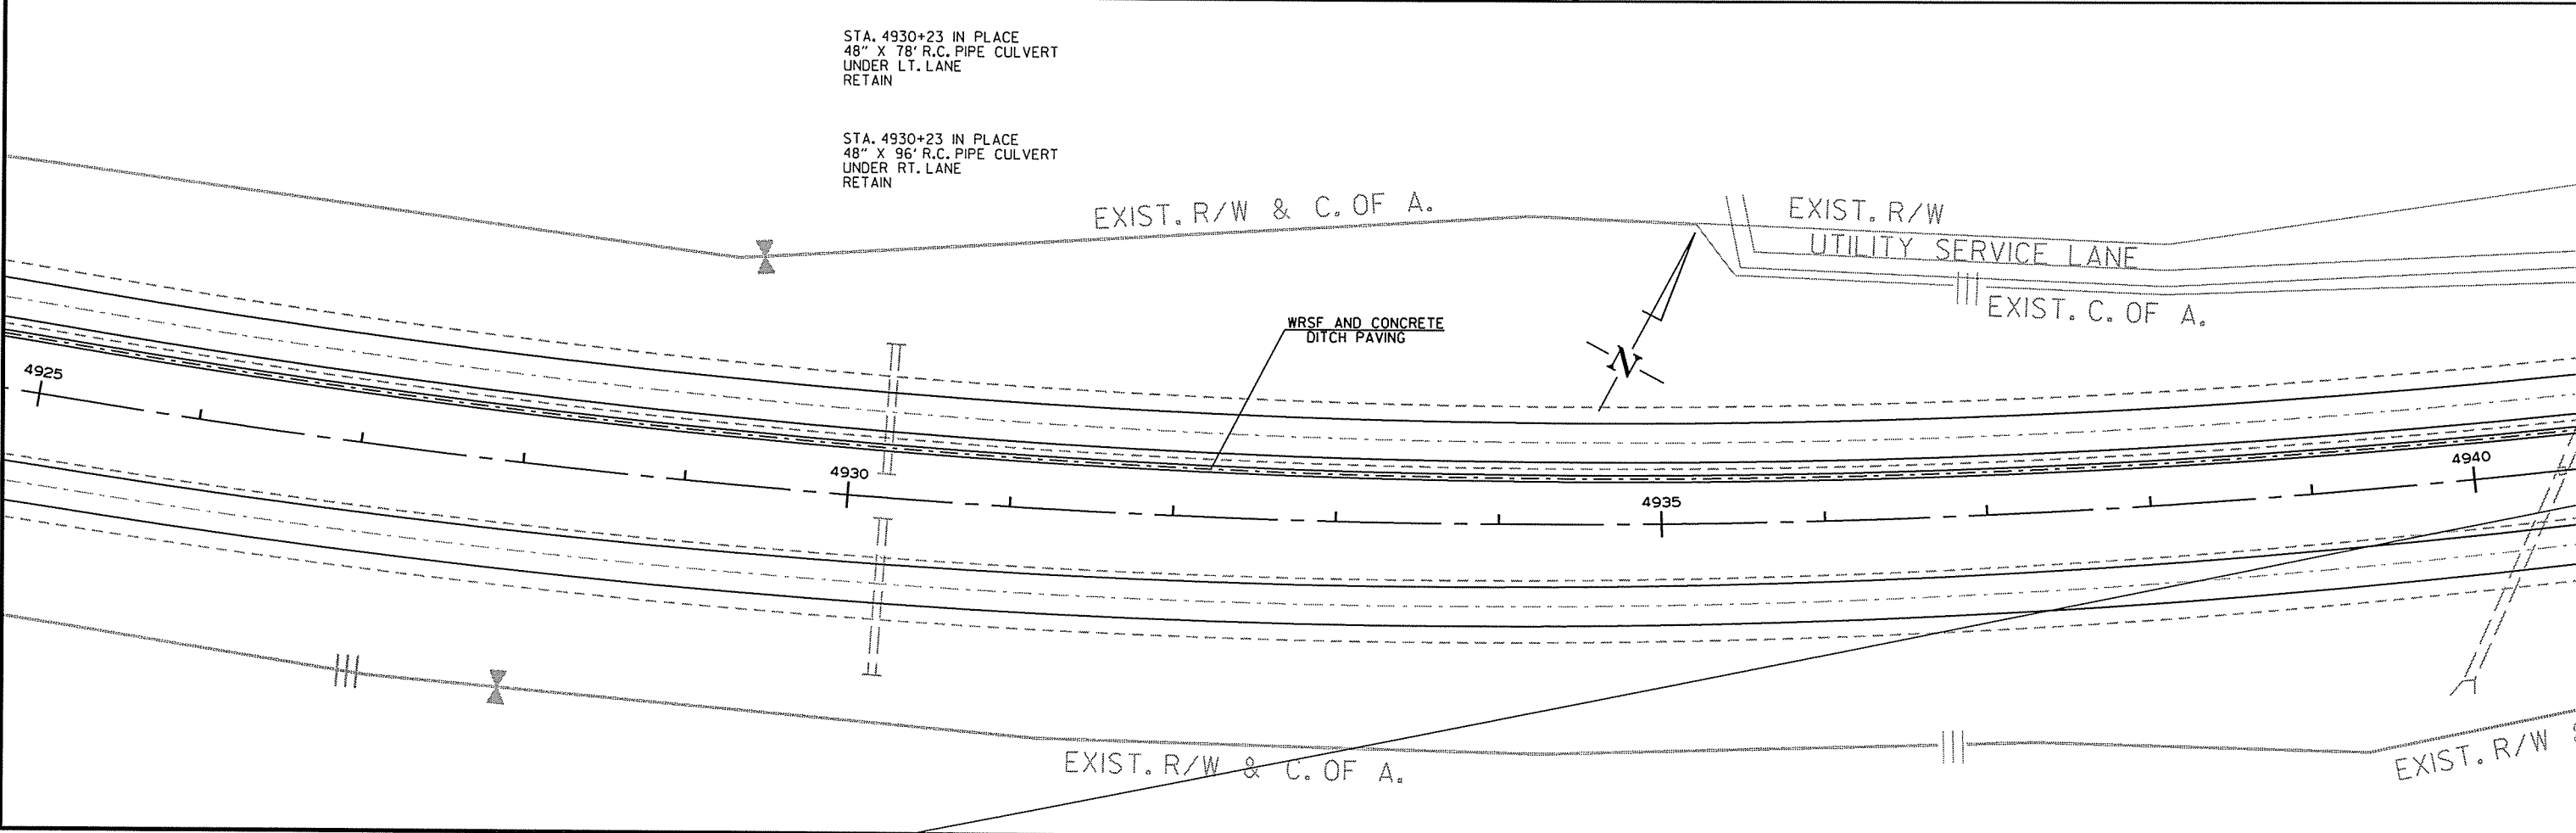 STA. 4930+23 IN PLACE
48" X 78' R.C. PIPE CULVERT
UNDER LT. LANE
RETAIN
STA. 4930+23 IN PLACE
48" X 96' R.C. PIPE CULVERT
UNDER RT. LANE
RETAIN
EXIST. R/W & C. OF A.
EXIST. R/W
UTILITY SERVICE LANE
EXIST. C. OF A.
WRSF AND CONCRETE
DITCH PAVING
N
4925
4930
4935
4940
EXIST. R/W & C. OF A.
EXIST. R/W